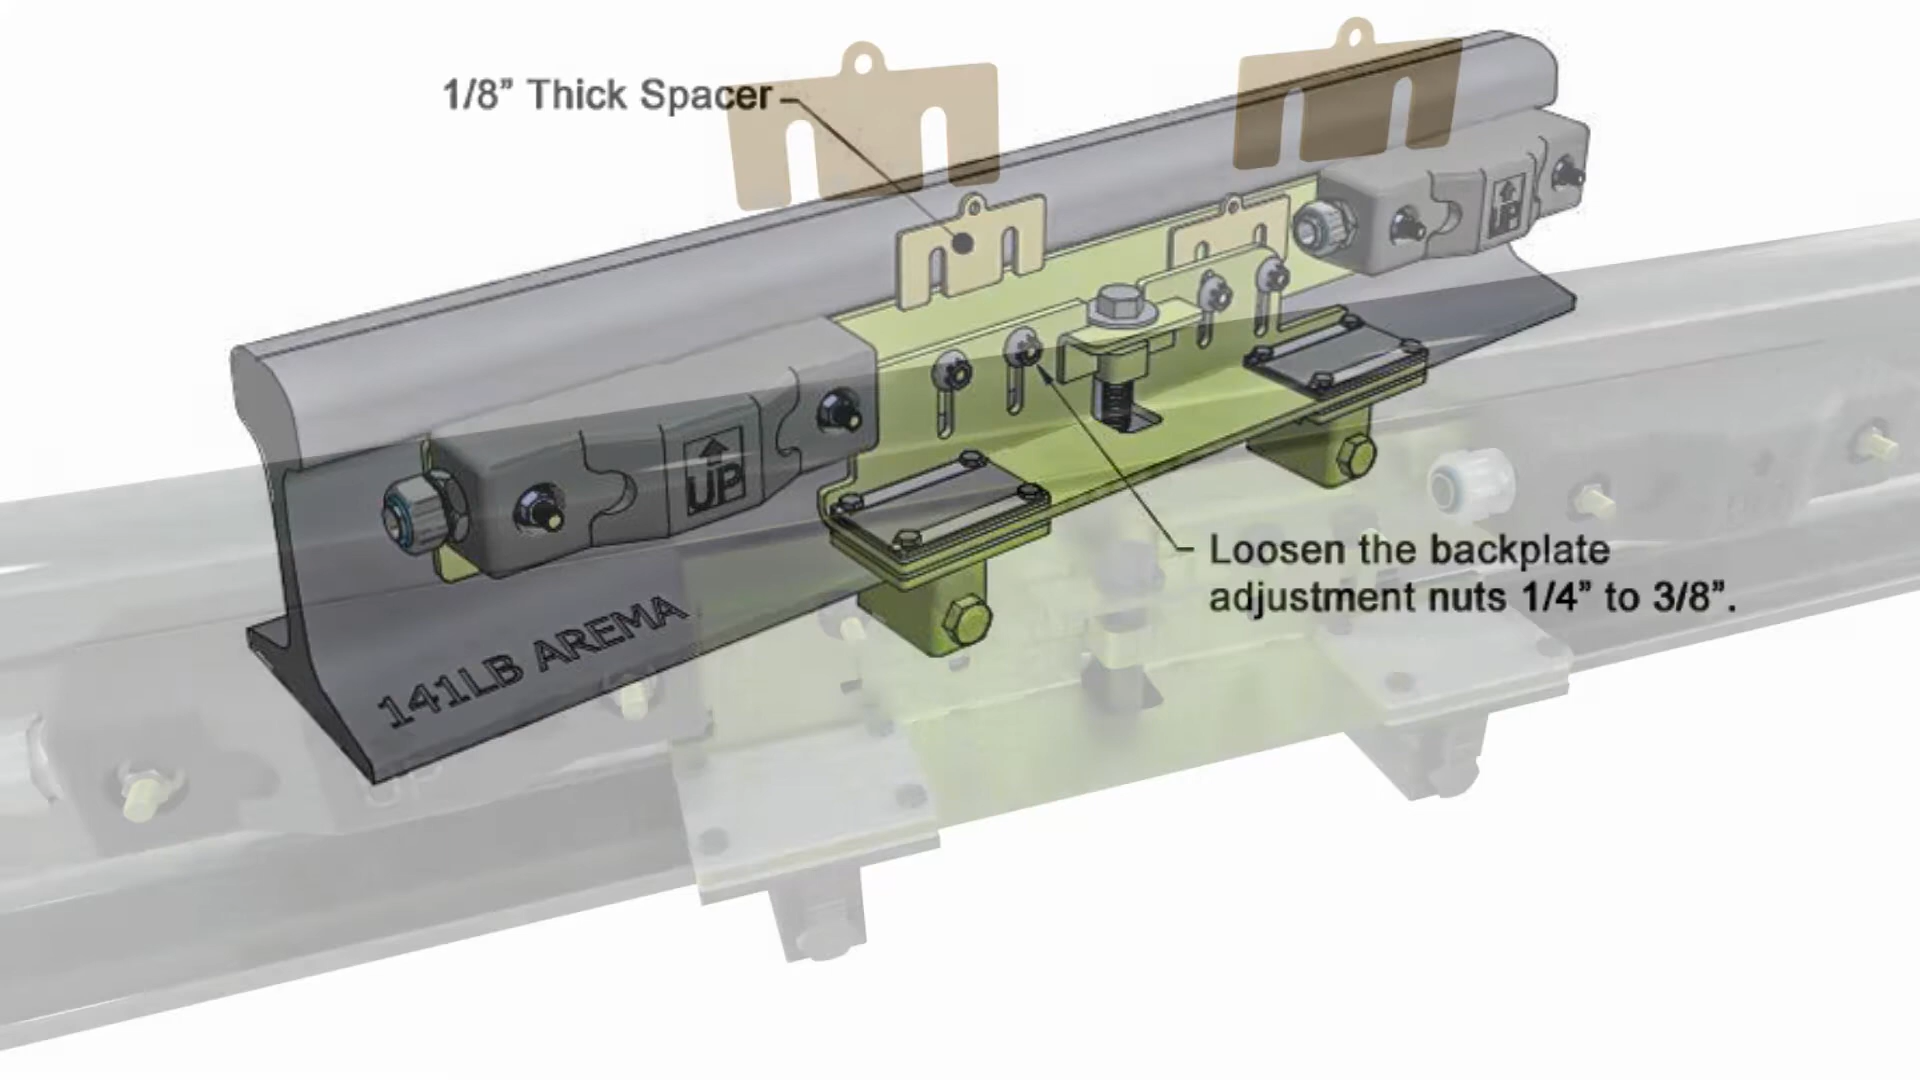 1/8” Thick Spacer
UP
UP
Loosen the backplate
adjustment nuts 1/4” to 3/8”.
141LB AREMA